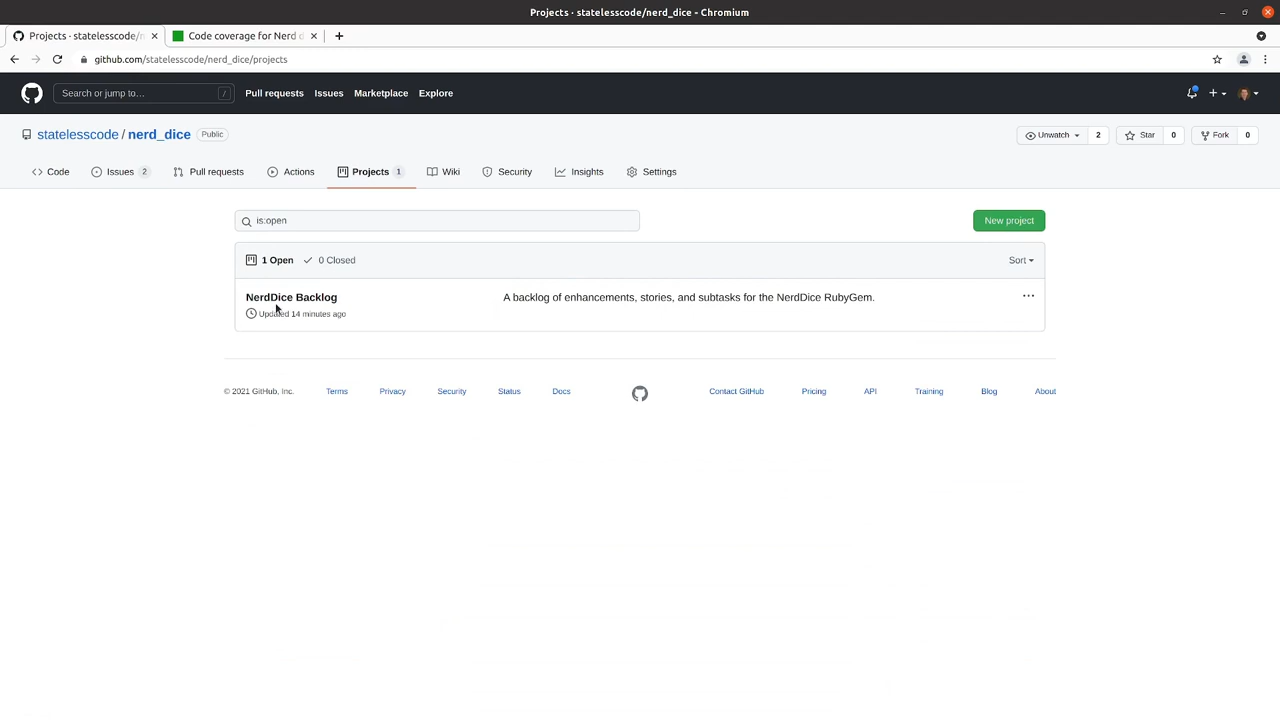 Projects · statelesscode/nerd_dice - Chromium
Projects · statelesscode/n
Code coverage for Nerd d
github.com/statelesscode/nerd_dice/projects
Search or jump to… /
Pull requests Issues Marketplace Explore
statelesscode / nerd_dice Public
Unwatch 2 Star 0 Fork 0
Code Issues 2 Pull requests Actions Projects 1 Wiki Security Insights Settings
is:open
New project
1 Open 0 Closed Sort
NerdDice Backlog A backlog of enhancements, stories, and subtasks for the NerdDice RubyGem.
Updated 14 minutes ago
© 2021 GitHub, Inc. Terms Privacy Security Status Docs Contact GitHub Pricing API Training Blog About